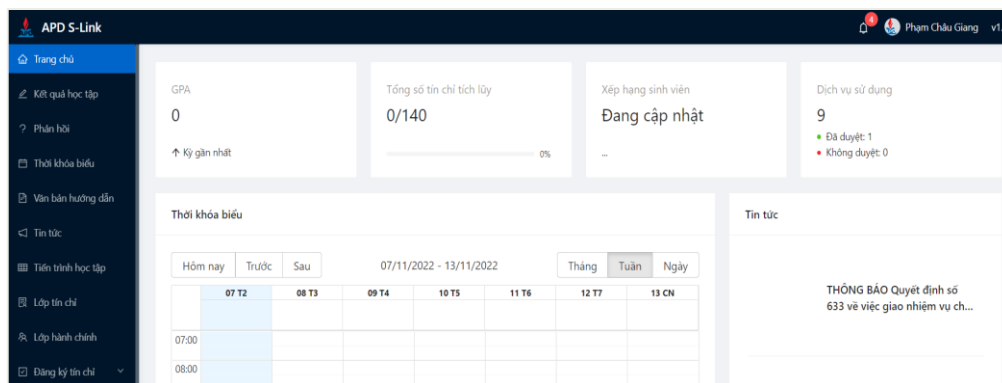 APD S-Link
4
Phạm Châu Giang
v1.
Trang chủ
Kết quả học tập
Phản hồi
Thời khóa biểu
Văn bản hướng dẫn
Tin tức
Tiến trình học tập
Lớp tín chỉ
Lớp hành chính
Đăng ký tín chỉ
GPA
0
Kỳ gần nhất
Tổng số tín chỉ tích lũy
0/140
0%
Xếp hạng sinh viên
Đang cập nhật
...
Dịch vụ sử dụng
9
Đã duyệt: 1
Không duyệt: 0
Thời khóa biểu
Hôm nay Trước Sau 07/11/2022 - 13/11/2022 Tháng Tuần Ngày
07 T2 08 T3 09 T4 10 T5 11 T6 12 T7 13 CN
07:00
08:00
Tin tức
THÔNG BÁO Quyết định số
633 về việc giao nhiệm vụ ch...